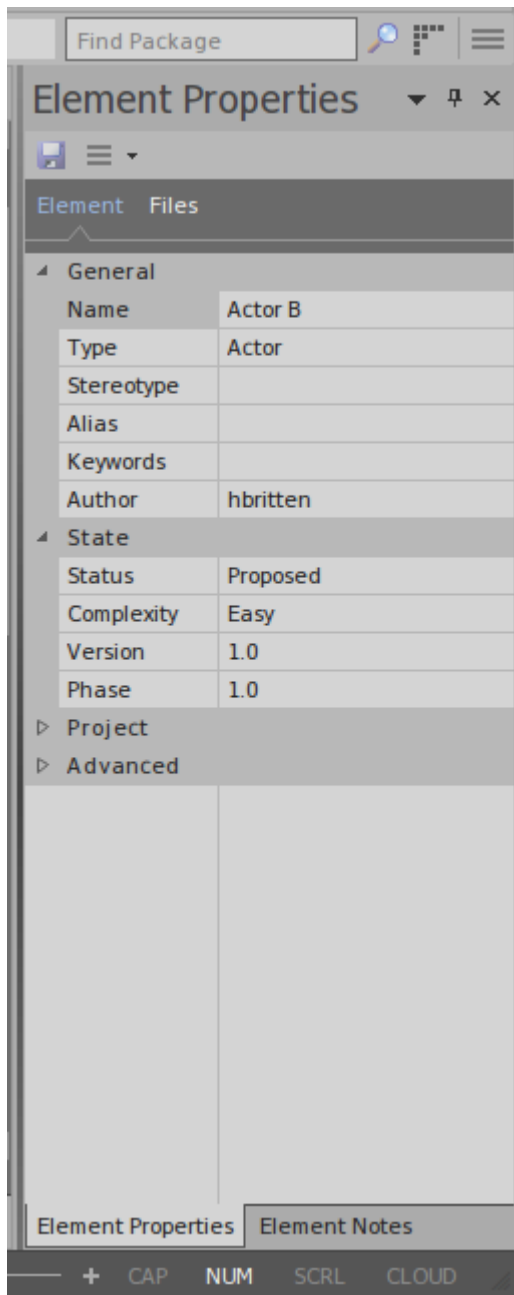 Find Package
Element Properties
Element Files
General
Name Actor B
Type Actor
Stereotype
Alias
Keywords
Author hbritten
State
Status Proposed
Complexity Easy
Version 1.0
Phase 1.0
Project
Advanced
Element Properties Element Notes
+ CAP NUM SCRL CLOUD